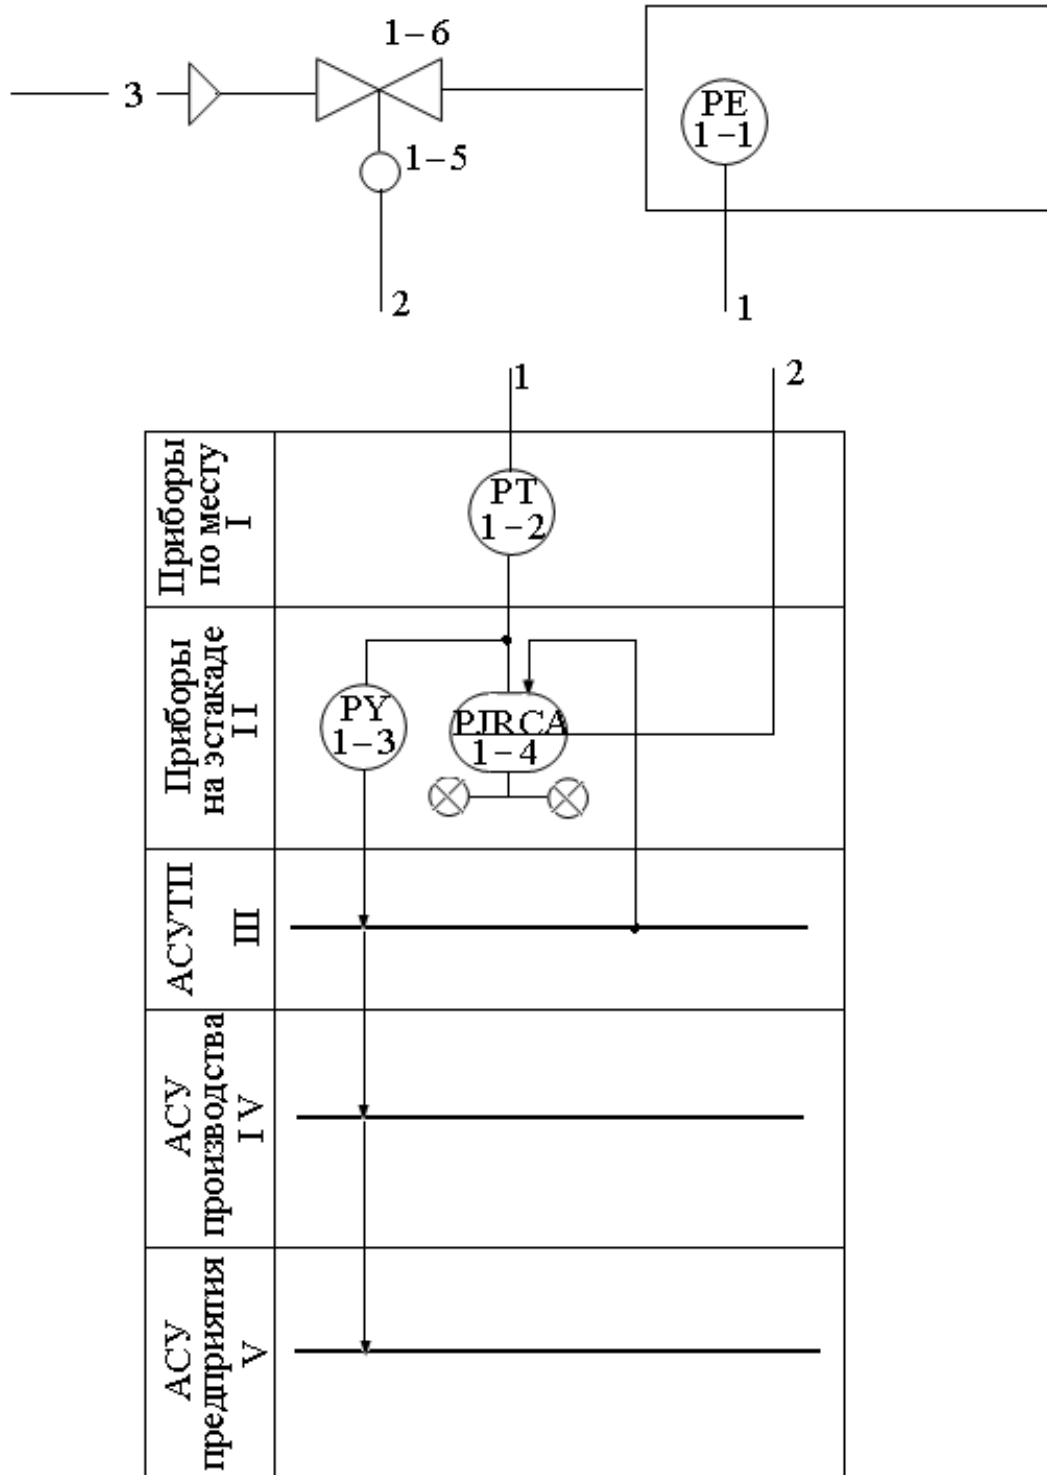 1-6
3
PE
1-1
1-5
2
1
1
2
Приборы
по месту
I
PT
1-2
Приборы
на эстакаде
II
PY
1-3
PJRCA
1-4
АСУТП
III
АСУ
производства
IV
АСУ
предприятия
V